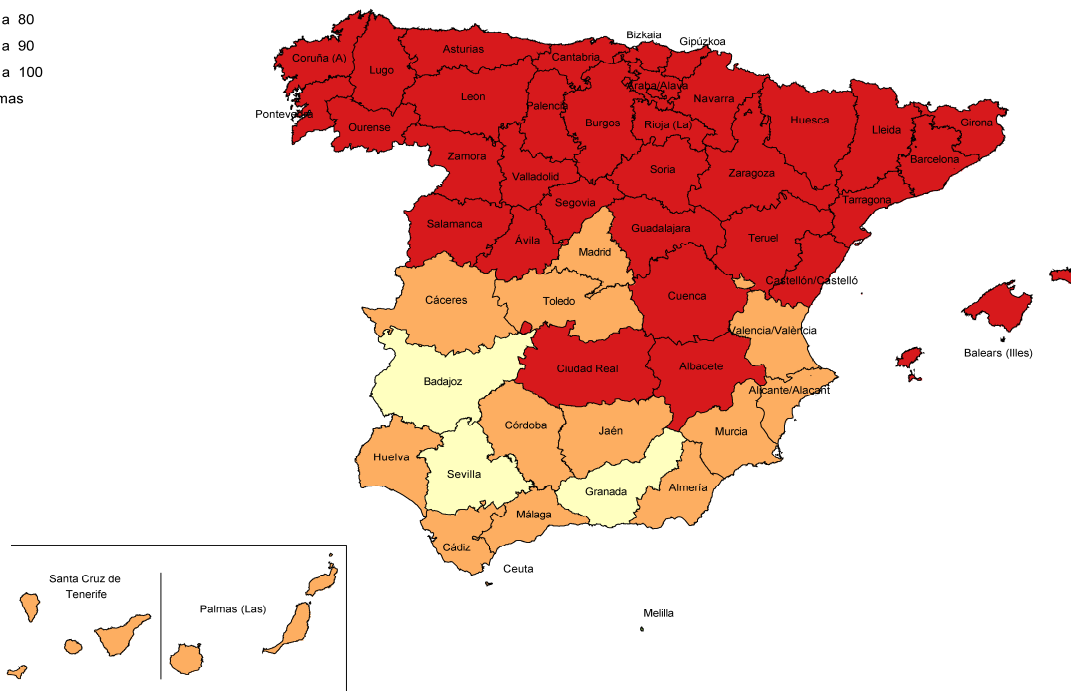 a 80
a 90
a 100
mas
Bizkaia
Gipúzkoa
Asturias
Cantabria
Coruña (A)
Lugo
Araba/Alava
León
Navarra
Palencia
Pontevedra
Burgos
Rioja (La)
Huesca
Girona
Ourense
Lleida
Zamora
Barcelona
Soria
Valladolid
Zaragoza
Segovia
Tarragona
Salamanca
Guadalajara
Ávila
Teruel
Madrid
Castellón/Castelló
Cáceres
Toledo
Cuenca
Valencia/València
Balears (Illes)
Ciudad Real
Albacete
Badajoz
Alicante/Alacant
Córdoba
Jaén
Murcia
Huelva
Sevilla
Granada
Almería
Málaga
Cádiz
Ceuta
Santa Cruz de
Tenerife
Palmas (Las)
Melilla